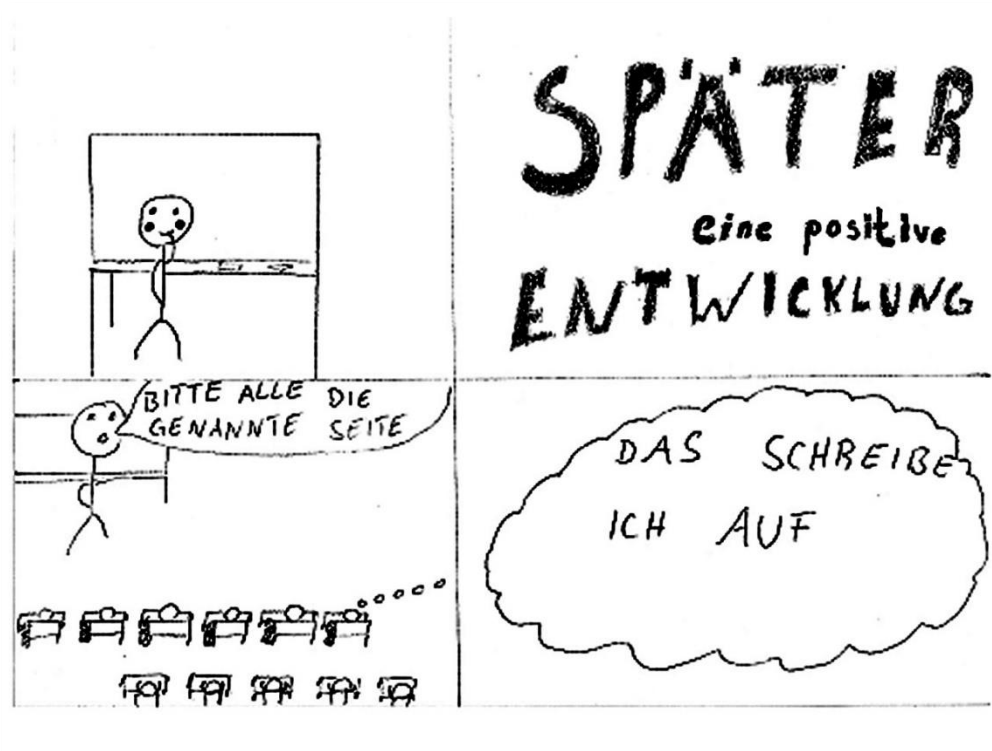 SPÄTER
eine positive
ENTWICKLUNG
BITTE ALLE DIE
GENANNTE SEITE
DAS SCHREIBE
ICH AUF